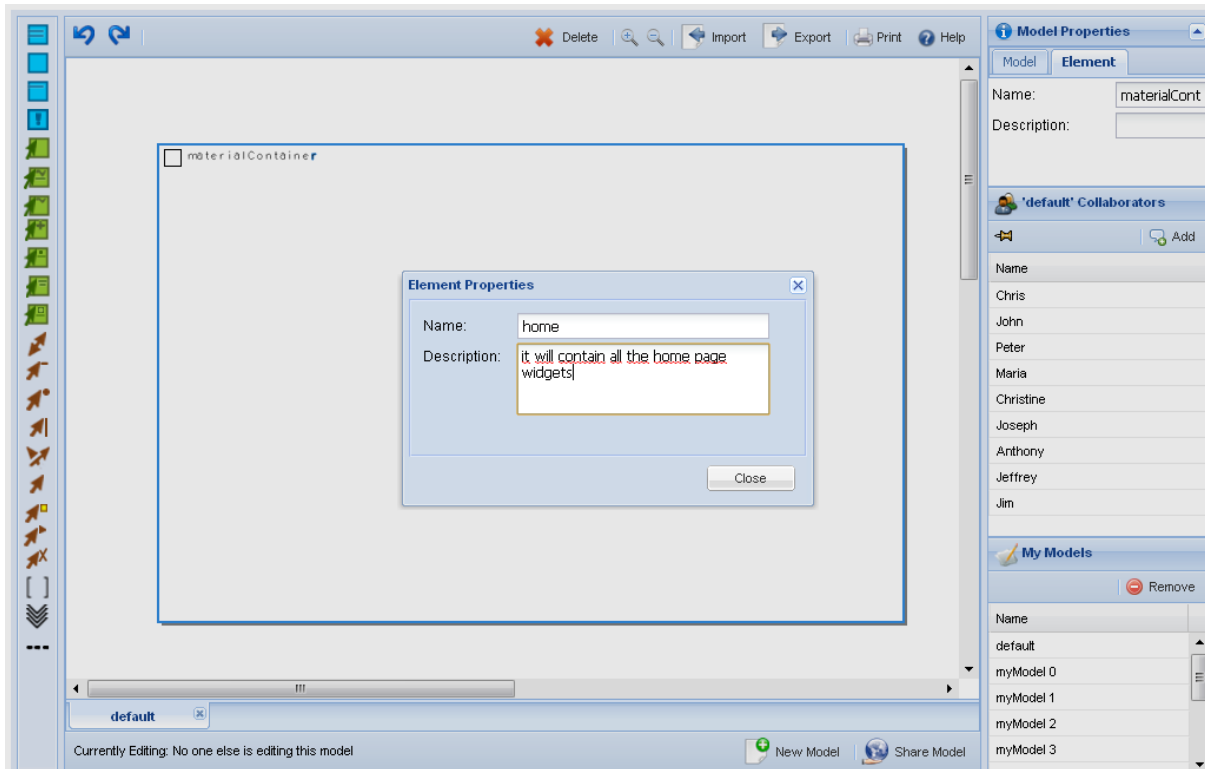 Delete
Import
Export
Print
Help
materialContainer
Element Properties
Name:
home
Description:
it will contain all the home page
widgets
Close
default
Currently Editing: No one else is editing this model
New Model
Share Model
Model Properties
Model
Element
Name:
materialCont
Description:
'default' Collaborators
Add
Name
Chris
John
Peter
Maria
Christine
Joseph
Anthony
Jeffrey
Jim
My Models
Remove
Name
default
myModel 0
myModel 1
myModel 2
myModel 3